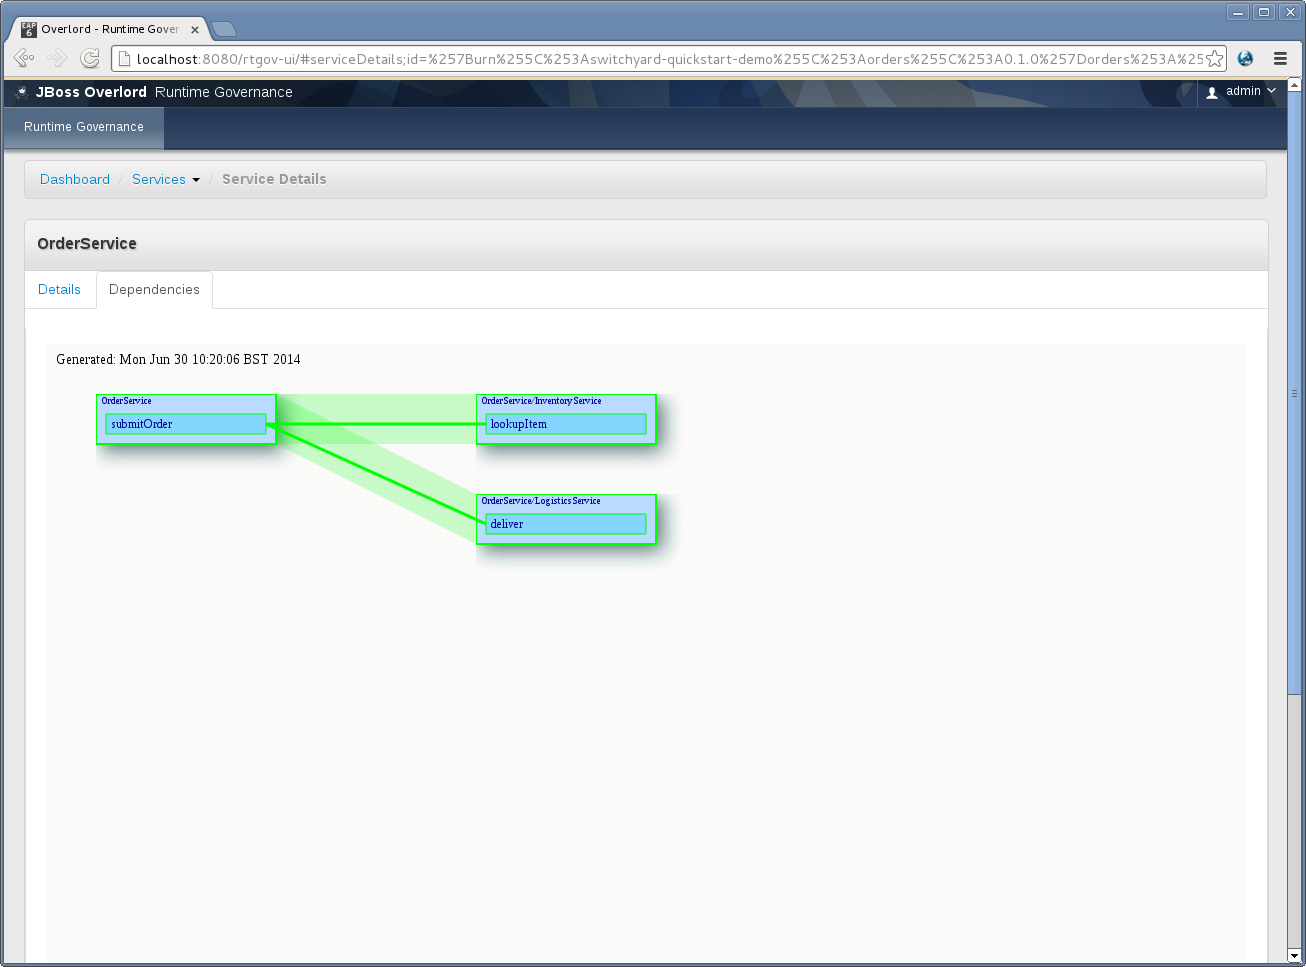 EAP 6 Overlord - Runtime Gover
localhost:8080/rtgov-ui/#serviceDetails;id=%257Burn%255C%253Aswitchyard-quickstart-demo%255C%253Aorders%255C%253A0.1.0%257Dorders%253A%25
JBoss Overlord Runtime Governance
admin
Runtime Governance
Dashboard / Services / Service Details
OrderService
Details
Dependencies
Generated: Mon Jun 30 10:20:06 BST 2014
OrderService
submitOrder
OrderService/InventoryService
lookupItem
OrderService/LogisticsService
deliver